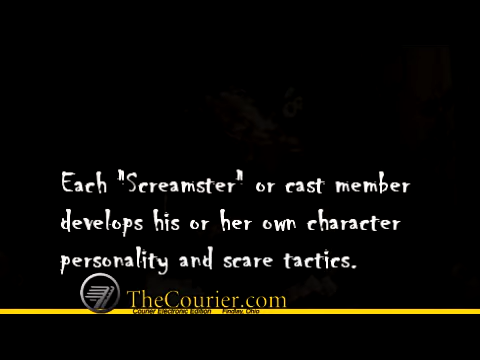 Each "Screamster" or cast member
develops his or her own character
personality and scare tactics.
TheCourier.com
Courier Electronic Edition Findlay, Ohio